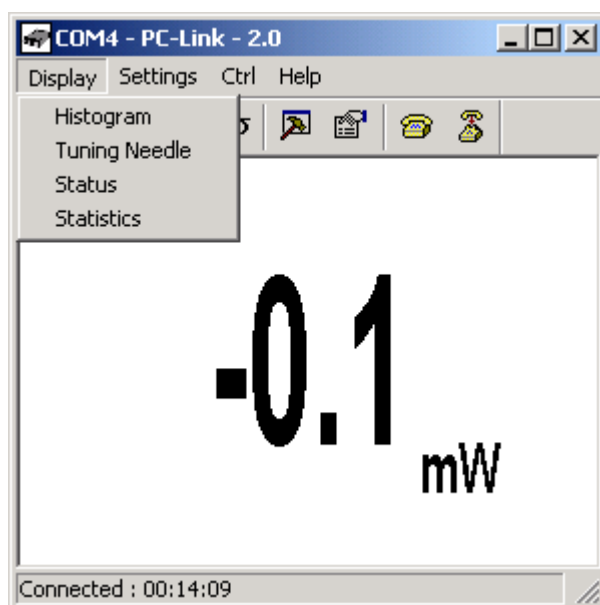 COM4 - PC-Link - 2.0
Display Settings Ctrl Help
Histogram
Tuning Needle
Status
Statistics
-0.1 mW
Connected : 00:14:09